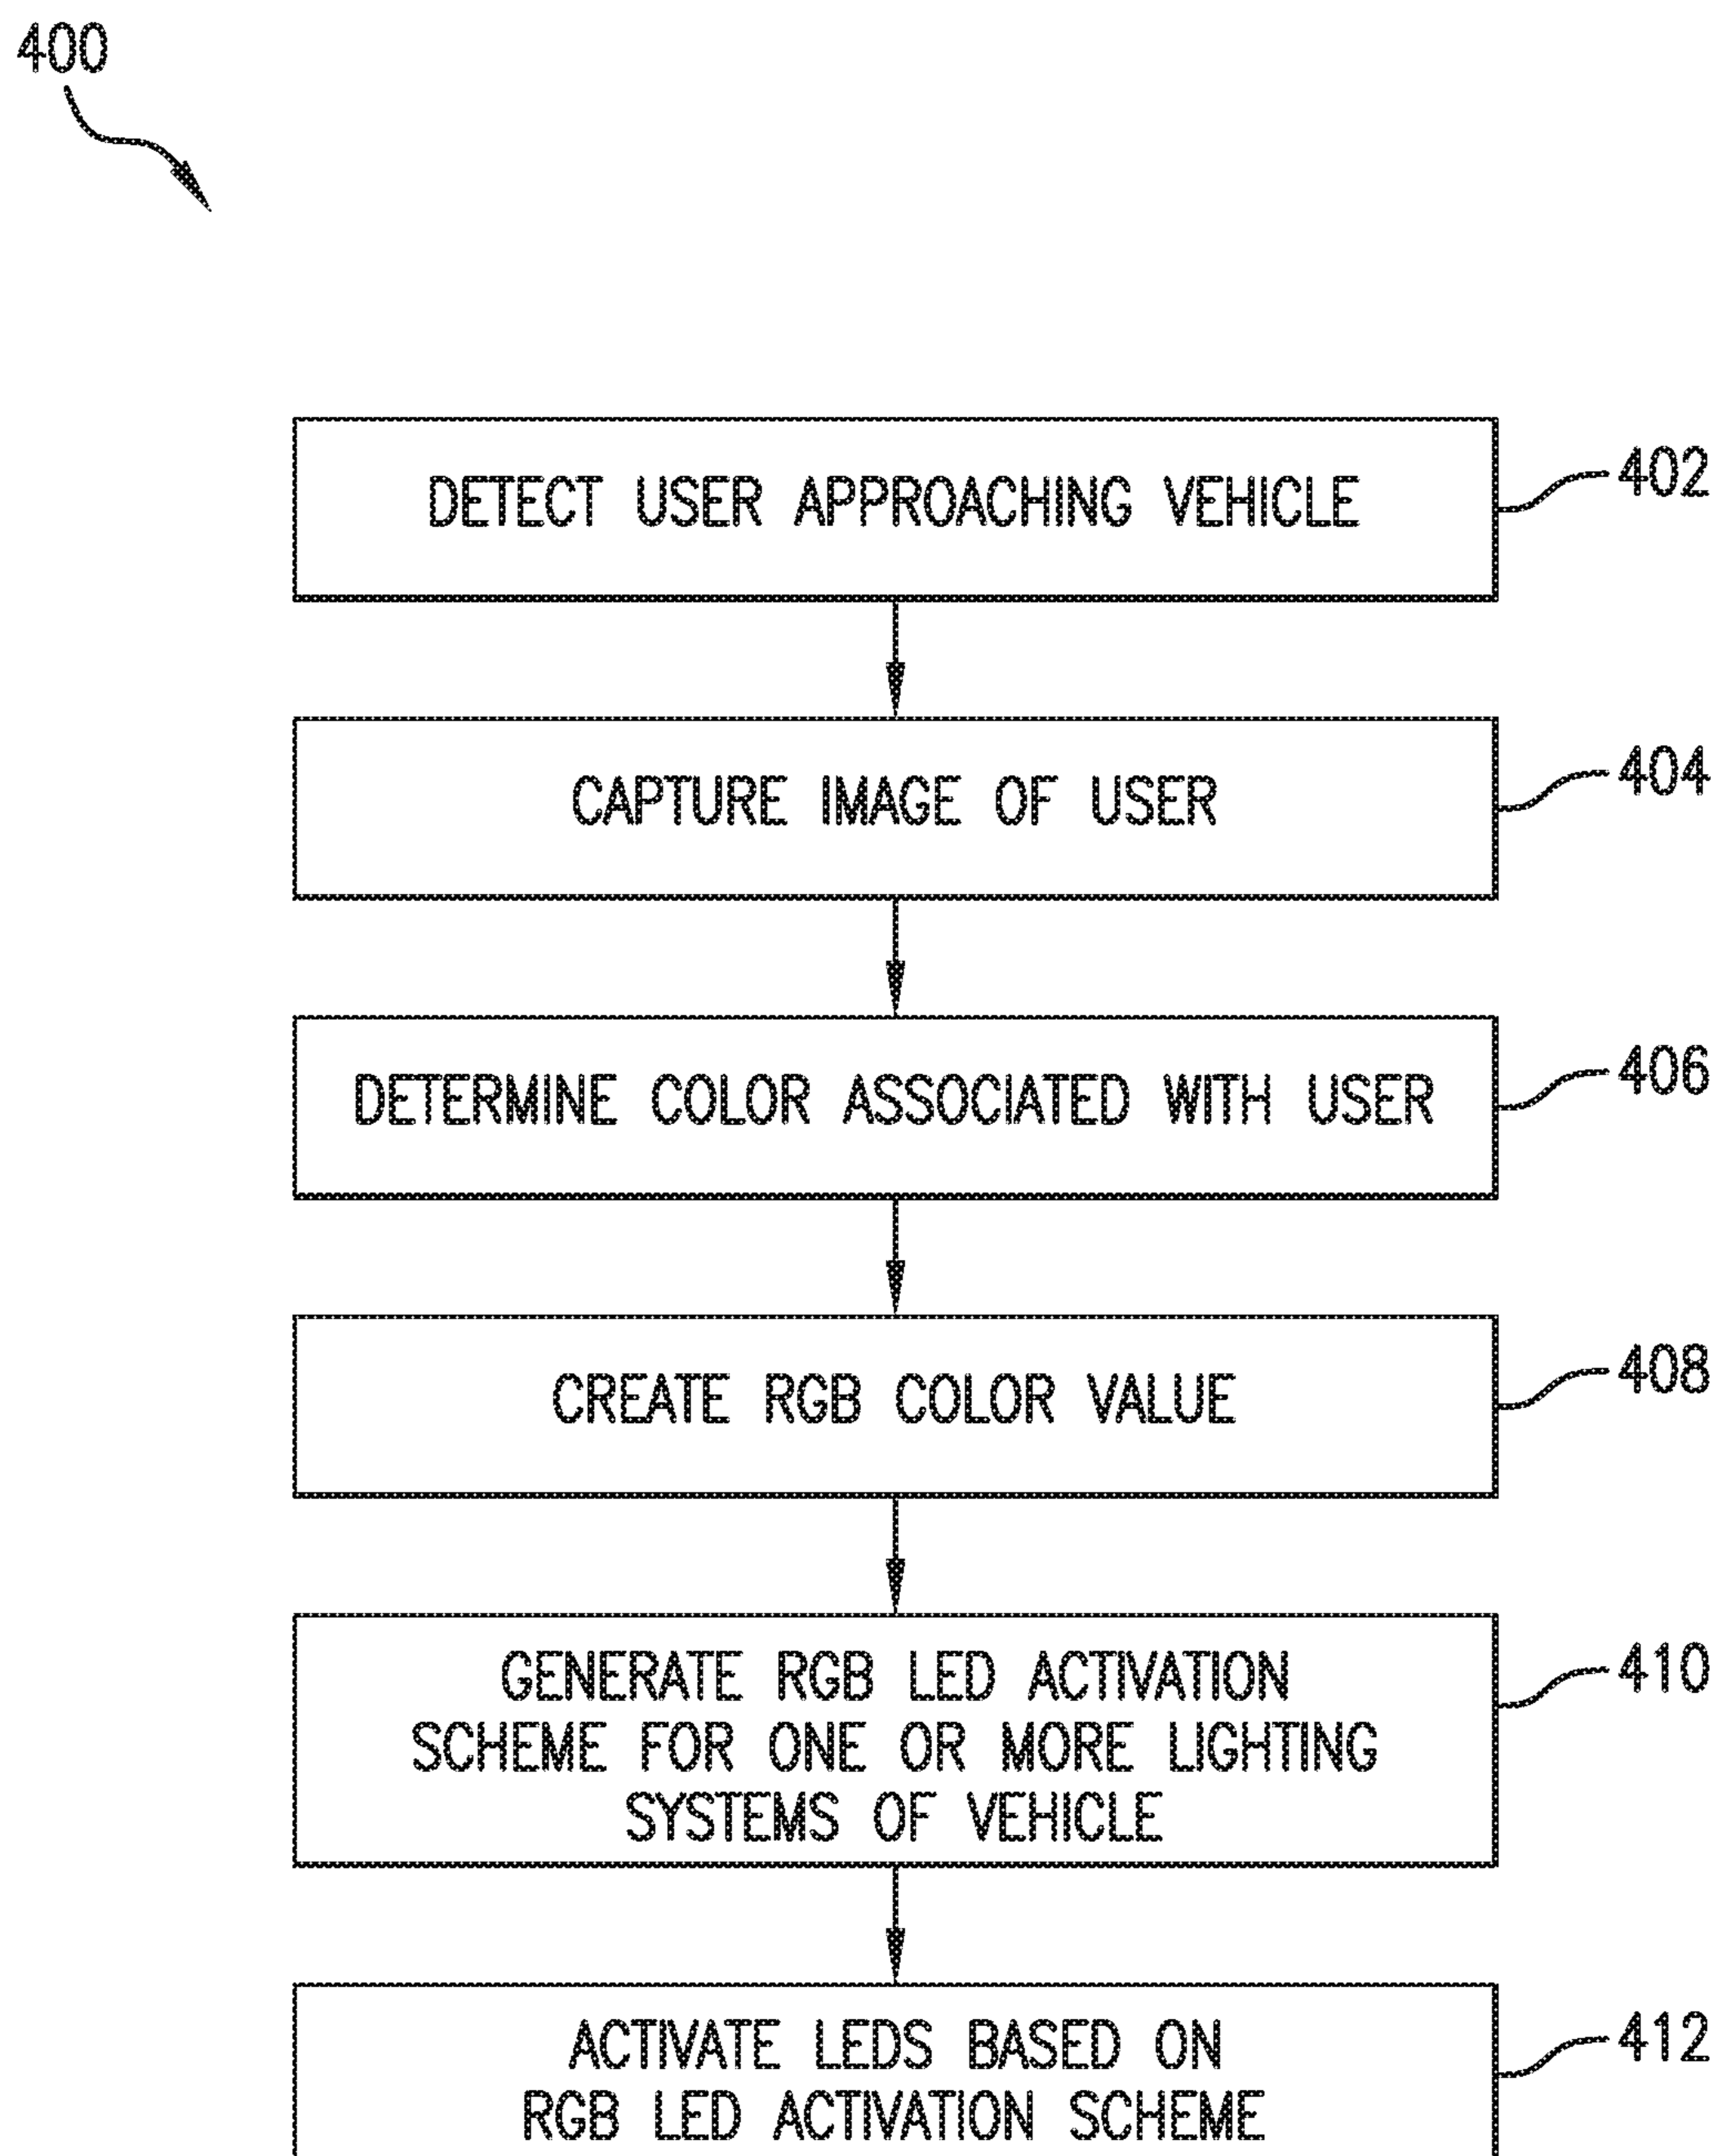 400
DETECT USER APPROACHING VEHICLE
402
CAPTURE IMAGE OF USER
404
DETERMINE COLOR ASSOCIATED WITH USER
406
CREATE RGB COLOR VALUE
408
GENERATE RGB LED ACTIVATION
SCHEME FOR ONE OR MORE LIGHTING
SYSTEMS OF VEHICLE
410
ACTIVATE LEDS BASED ON
RGB LED ACTIVATION SCHEME
412